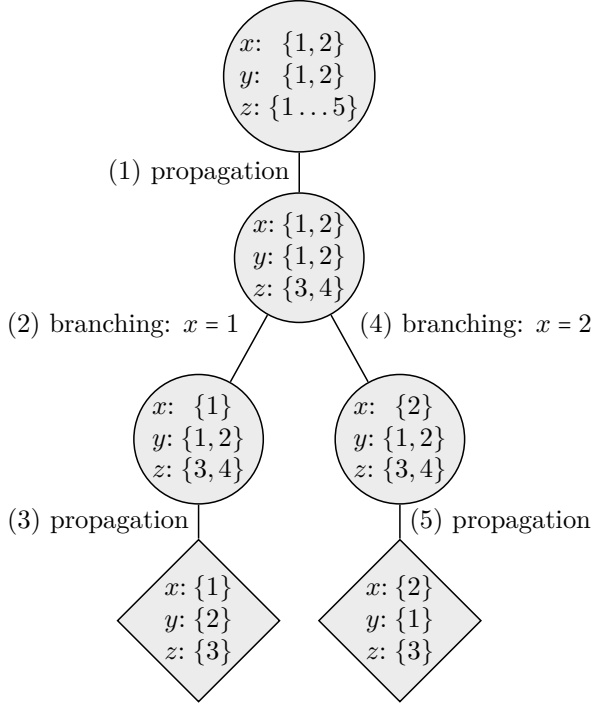 x: {1, 2}
y: {1, 2}
z: {1 . . . 5}
(1) propagation
x: {1, 2}
y: {1, 2}
z: {3, 4}
(2) branching: x = 1
(4) branching: x = 2
x: {1}
y: {1, 2}
z: {3, 4}
x: {2}
y: {1, 2}
z: {3, 4}
(3) propagation
(5) propagation
x: {1}
y: {2}
z: {3}
x: {2}
y: {1}
z: {3}